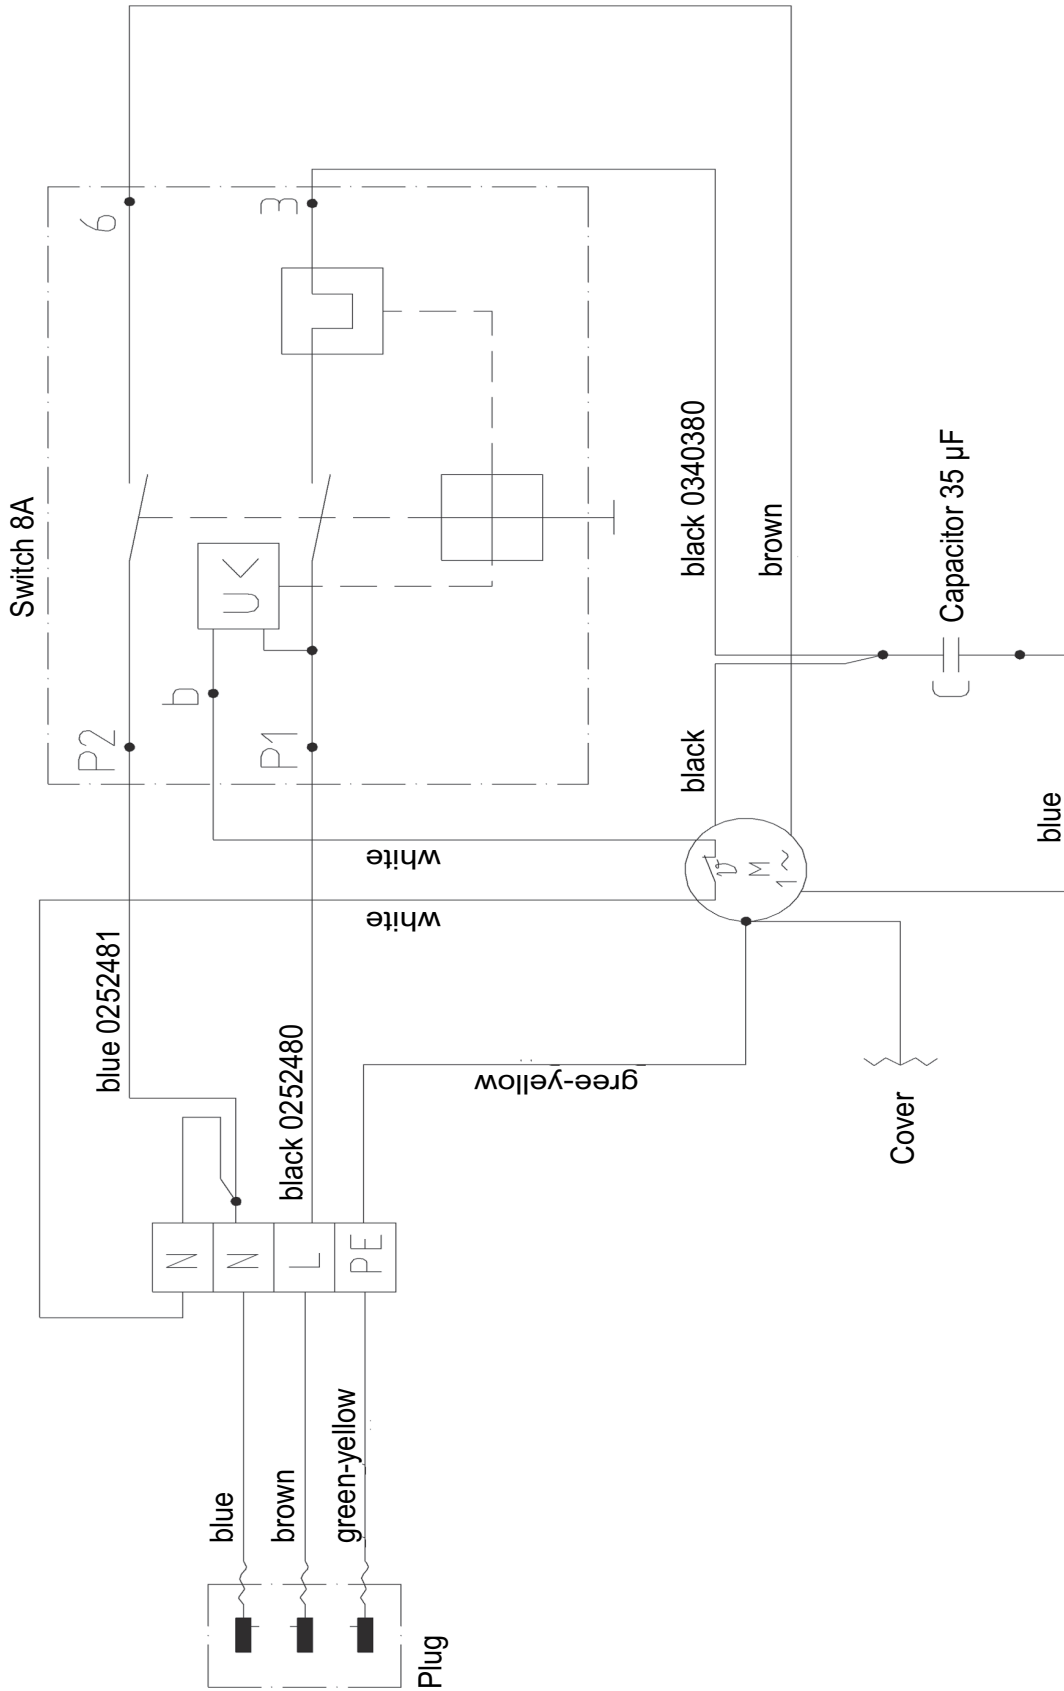 Switch 8A
P2
6
b
U<
P1
3
blue 0252481
black 0252480
white
white
black
black 0340380
brown
M
1~
ϑ
Capacitor 35 µF
blue
gree-yellow
Cover
N
N
L
PE
blue
brown
green-yellow
Plug